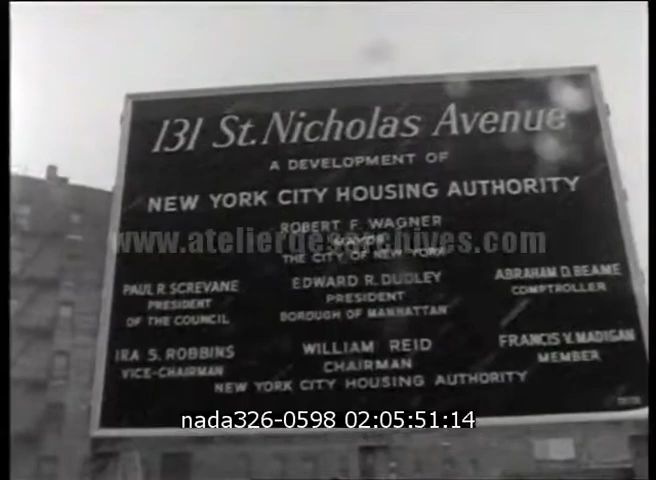 131 St. Nicholas Avenue
A DEVELOPMENT OF
NEW YORK CITY HOUSING AUTHORITY
ROBERT F. WAGNER
MAYOR
www.atelierdesarchives.com
THE CITY OF NEW YORK
PAUL R. SCREVANE EDWARD R. DUDLEY ABRAHAM D. BEAME
PRESIDENT PRESIDENT COMPTROLLER
OF THE COUNCIL BOROUGH OF MANHATTAN
IRA S. ROBBINS WILLIAM REID FRANCIS V. MADIGAN
VICE-CHAIRMAN CHAIRMAN MEMBER
NEW YORK CITY HOUSING AUTHORITY
nada326-0598 02:05:51:14